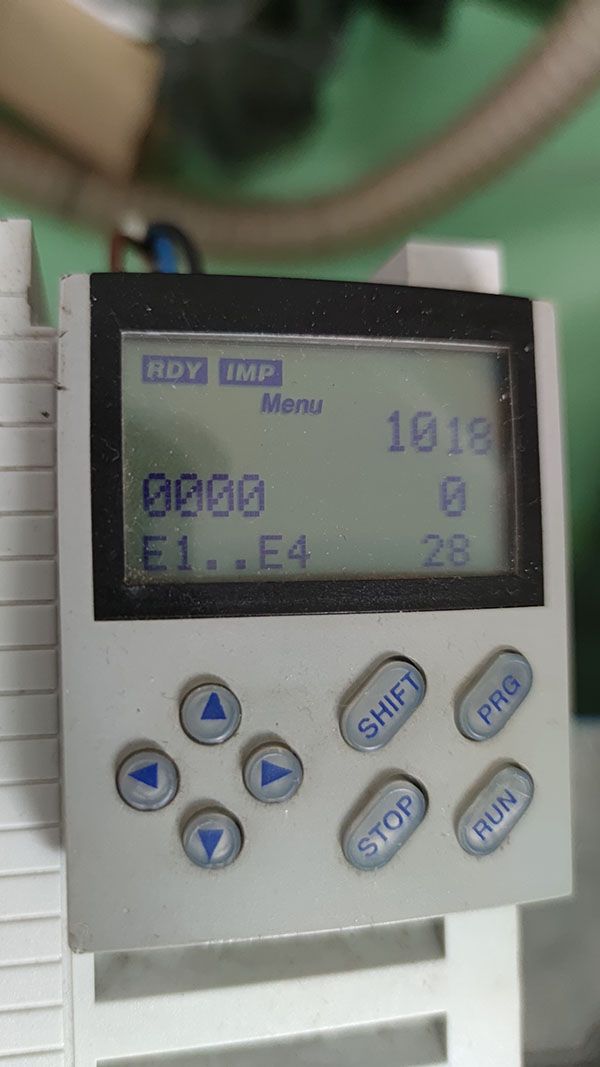 RDY IMP
Menu
1018
0000 0
E1..E4 28
SHIFT PRG
STOP RUN